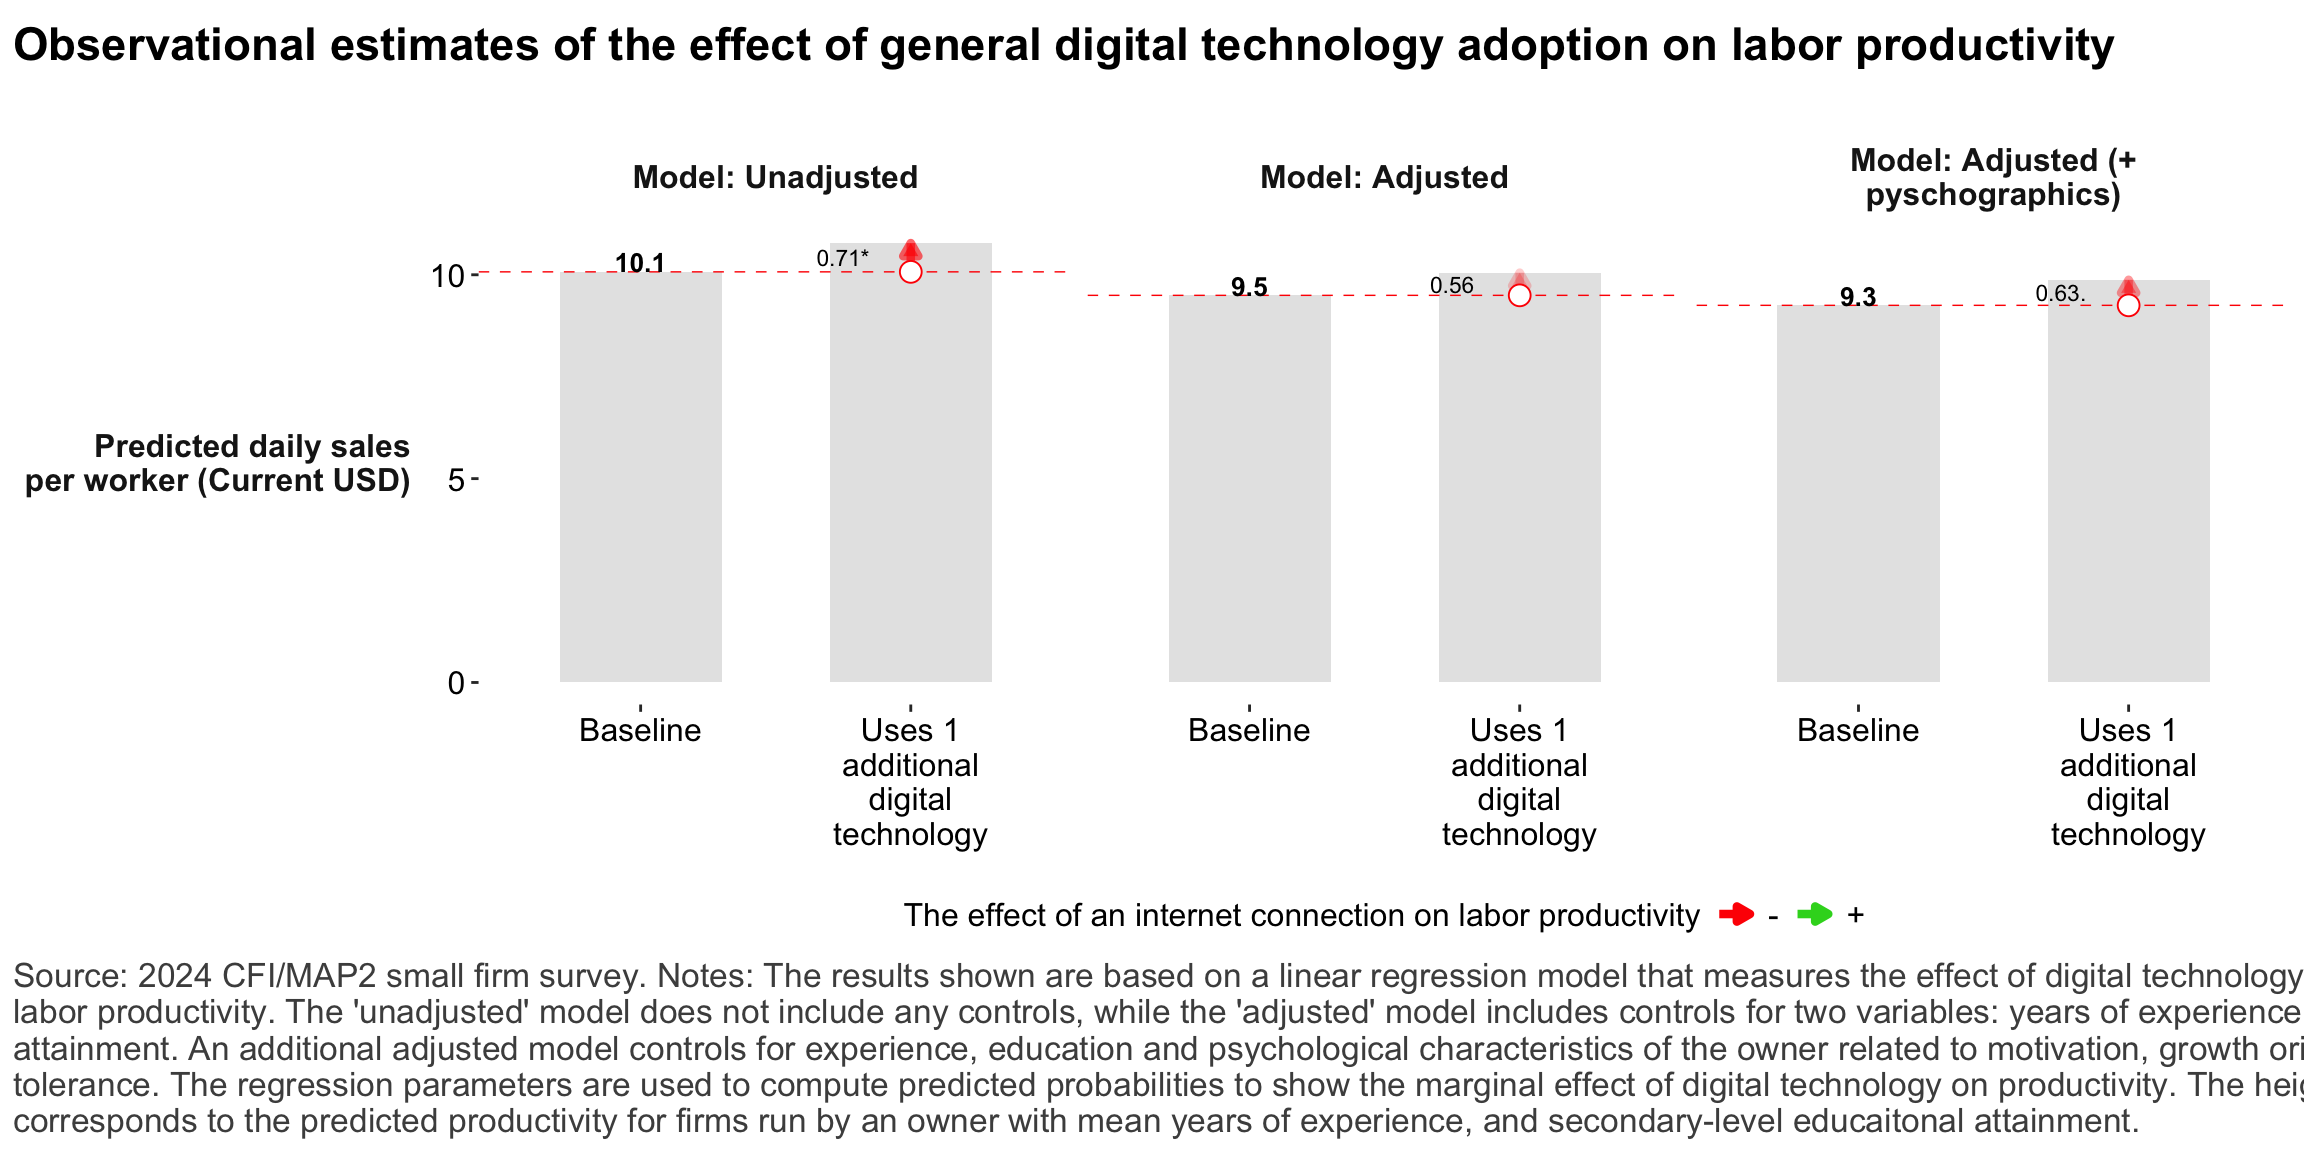 Observational estimates of the effect of general digital technology adoption on labor productivity
Model: Unadjusted
Model: Adjusted
Model: Adjusted (+
pyschographics)
10.1
0.71*
9.5
0.56
9.3
0.63.
10
5
0
Predicted daily sales
per worker (Current USD)
Baseline
Uses 1
additional
digital
technology
Baseline
Uses 1
additional
digital
technology
Baseline
Uses 1
additional
digital
technology
The effect of an internet connection on labor productivity - +
Source: 2024 CFI/MAP2 small firm survey. Notes: The results shown are based on a linear regression model that measures the effect of digital technology
labor productivity. The 'unadjusted' model does not include any controls, while the 'adjusted' model includes controls for two variables: years of experience
attainment. An additional adjusted model controls for experience, education and psychological characteristics of the owner related to motivation, growth ori
tolerance. The regression parameters are used to compute predicted probabilities to show the marginal effect of digital technology on productivity. The heig
corresponds to the predicted productivity for firms run by an owner with mean years of experience, and secondary-level educaitonal attainment.